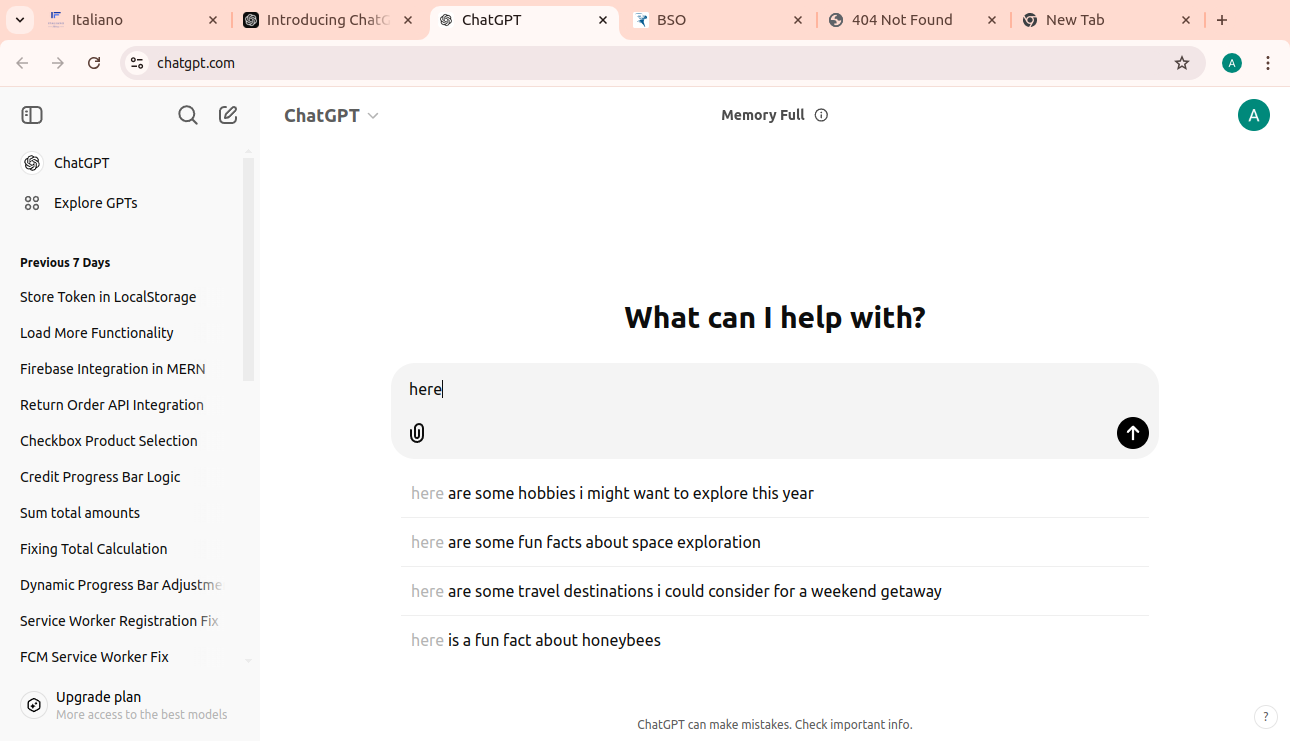 Italiano
Introducing ChatG
ChatGPT
BSO
404 Not Found
New Tab
chatgpt.com
A
ChatGPT
Memory Full
A
ChatGPT
Explore GPTs
Previous 7 Days
Store Token in LocalStorage
Load More Functionality
Firebase Integration in MERN
Return Order API Integration
Checkbox Product Selection
Credit Progress Bar Logic
Sum total amounts
Fixing Total Calculation
Dynamic Progress Bar Adjustme
Service Worker Registration Fix
FCM Service Worker Fix
Upgrade plan
More access to the best models
What can I help with?
here
here are some hobbies i might want to explore this year
here are some fun facts about space exploration
here are some travel destinations i could consider for a weekend getaway
here is a fun fact about honeybees
ChatGPT can make mistakes. Check important info.
?